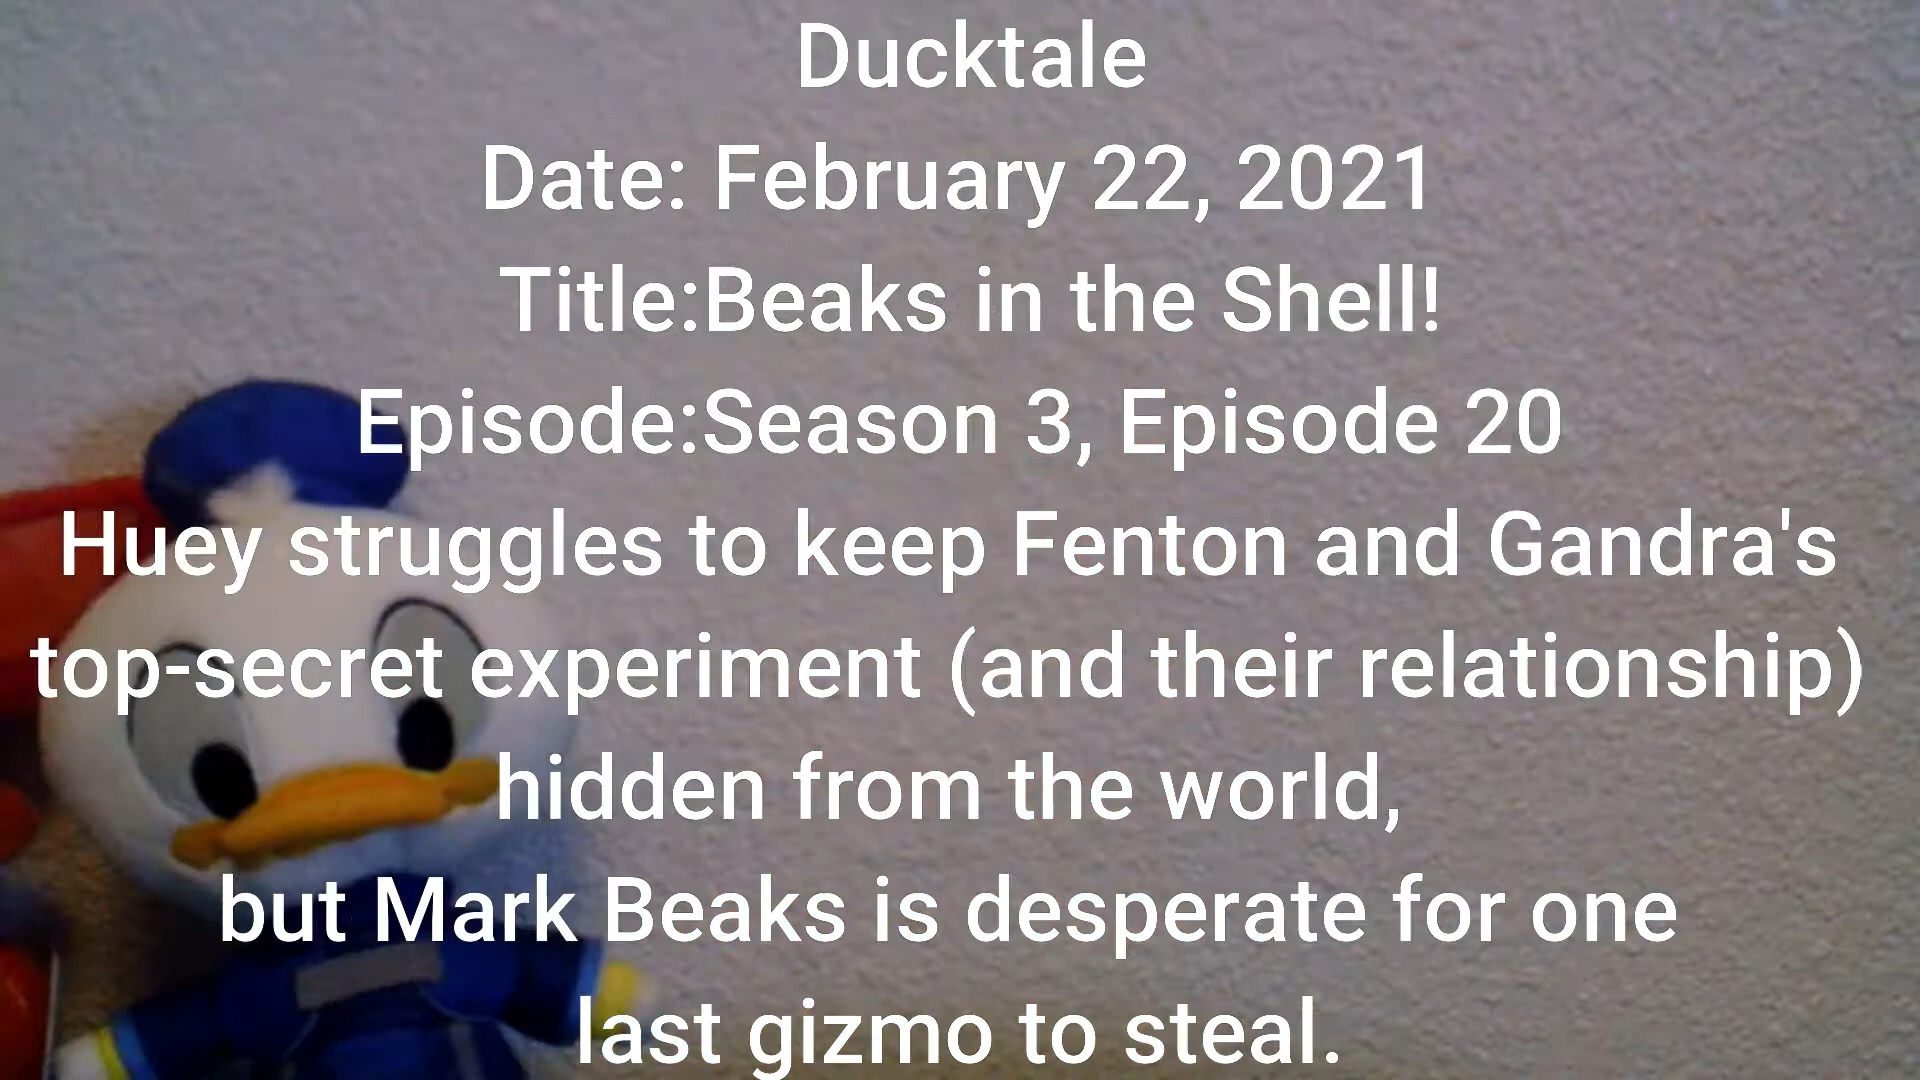 Ducktale
Date: February 22, 2021
Title:Beaks in the Shell!
Episode:Season 3, Episode 20
Huey struggles to keep Fenton and Gandra's
top-secret experiment (and their relationship)
hidden from the world,
but Mark Beaks is desperate for one
last gizmo to steal.